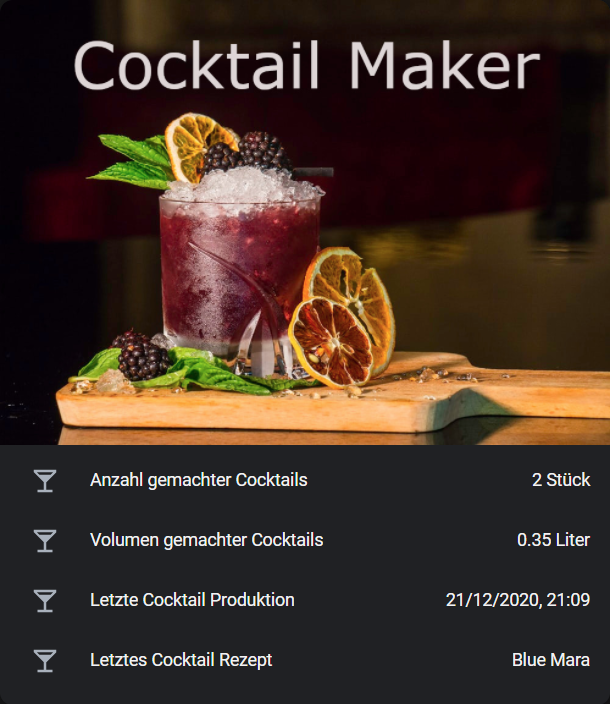 Cocktail Maker
Anzahl gemachter Cocktails 2 Stück
Volumen gemachter Cocktails 0.35 Liter
Letzte Cocktail Produktion 21/12/2020, 21:09
Letztes Cocktail Rezept Blue Mara